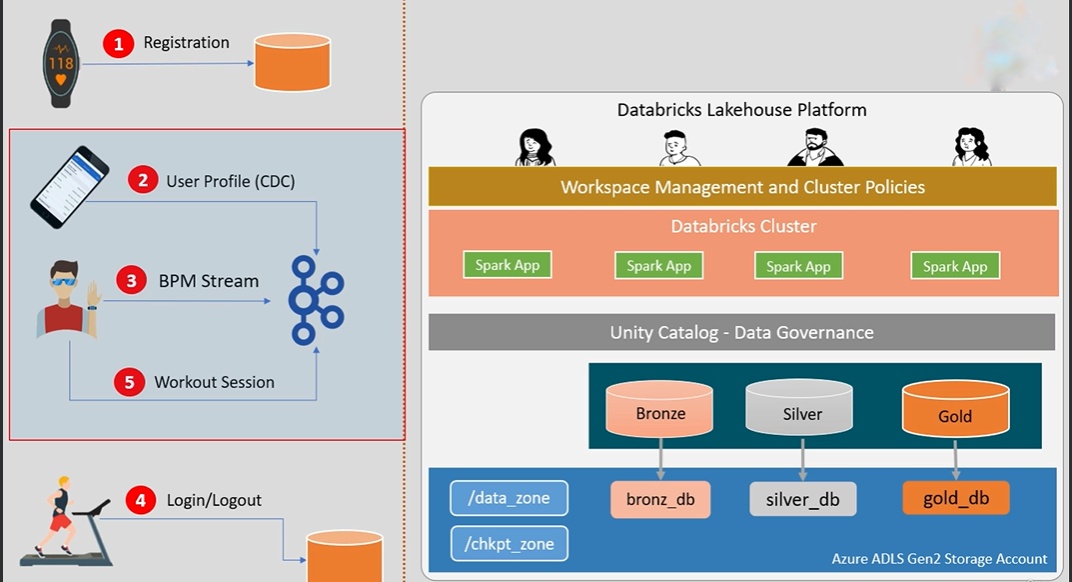 1 Registration
118
2 User Profile (CDC)
3 BPM Stream
5 Workout Session
4 Login/Logout
Databricks Lakehouse Platform
Workspace Management and Cluster Policies
Databricks Cluster
Spark App Spark App Spark App Spark App
Unity Catalog - Data Governance
Bronze Silver Gold
/data_zone bronz_db silver_db gold_db
/chkpt_zone
Azure ADLS Gen2 Storage Account